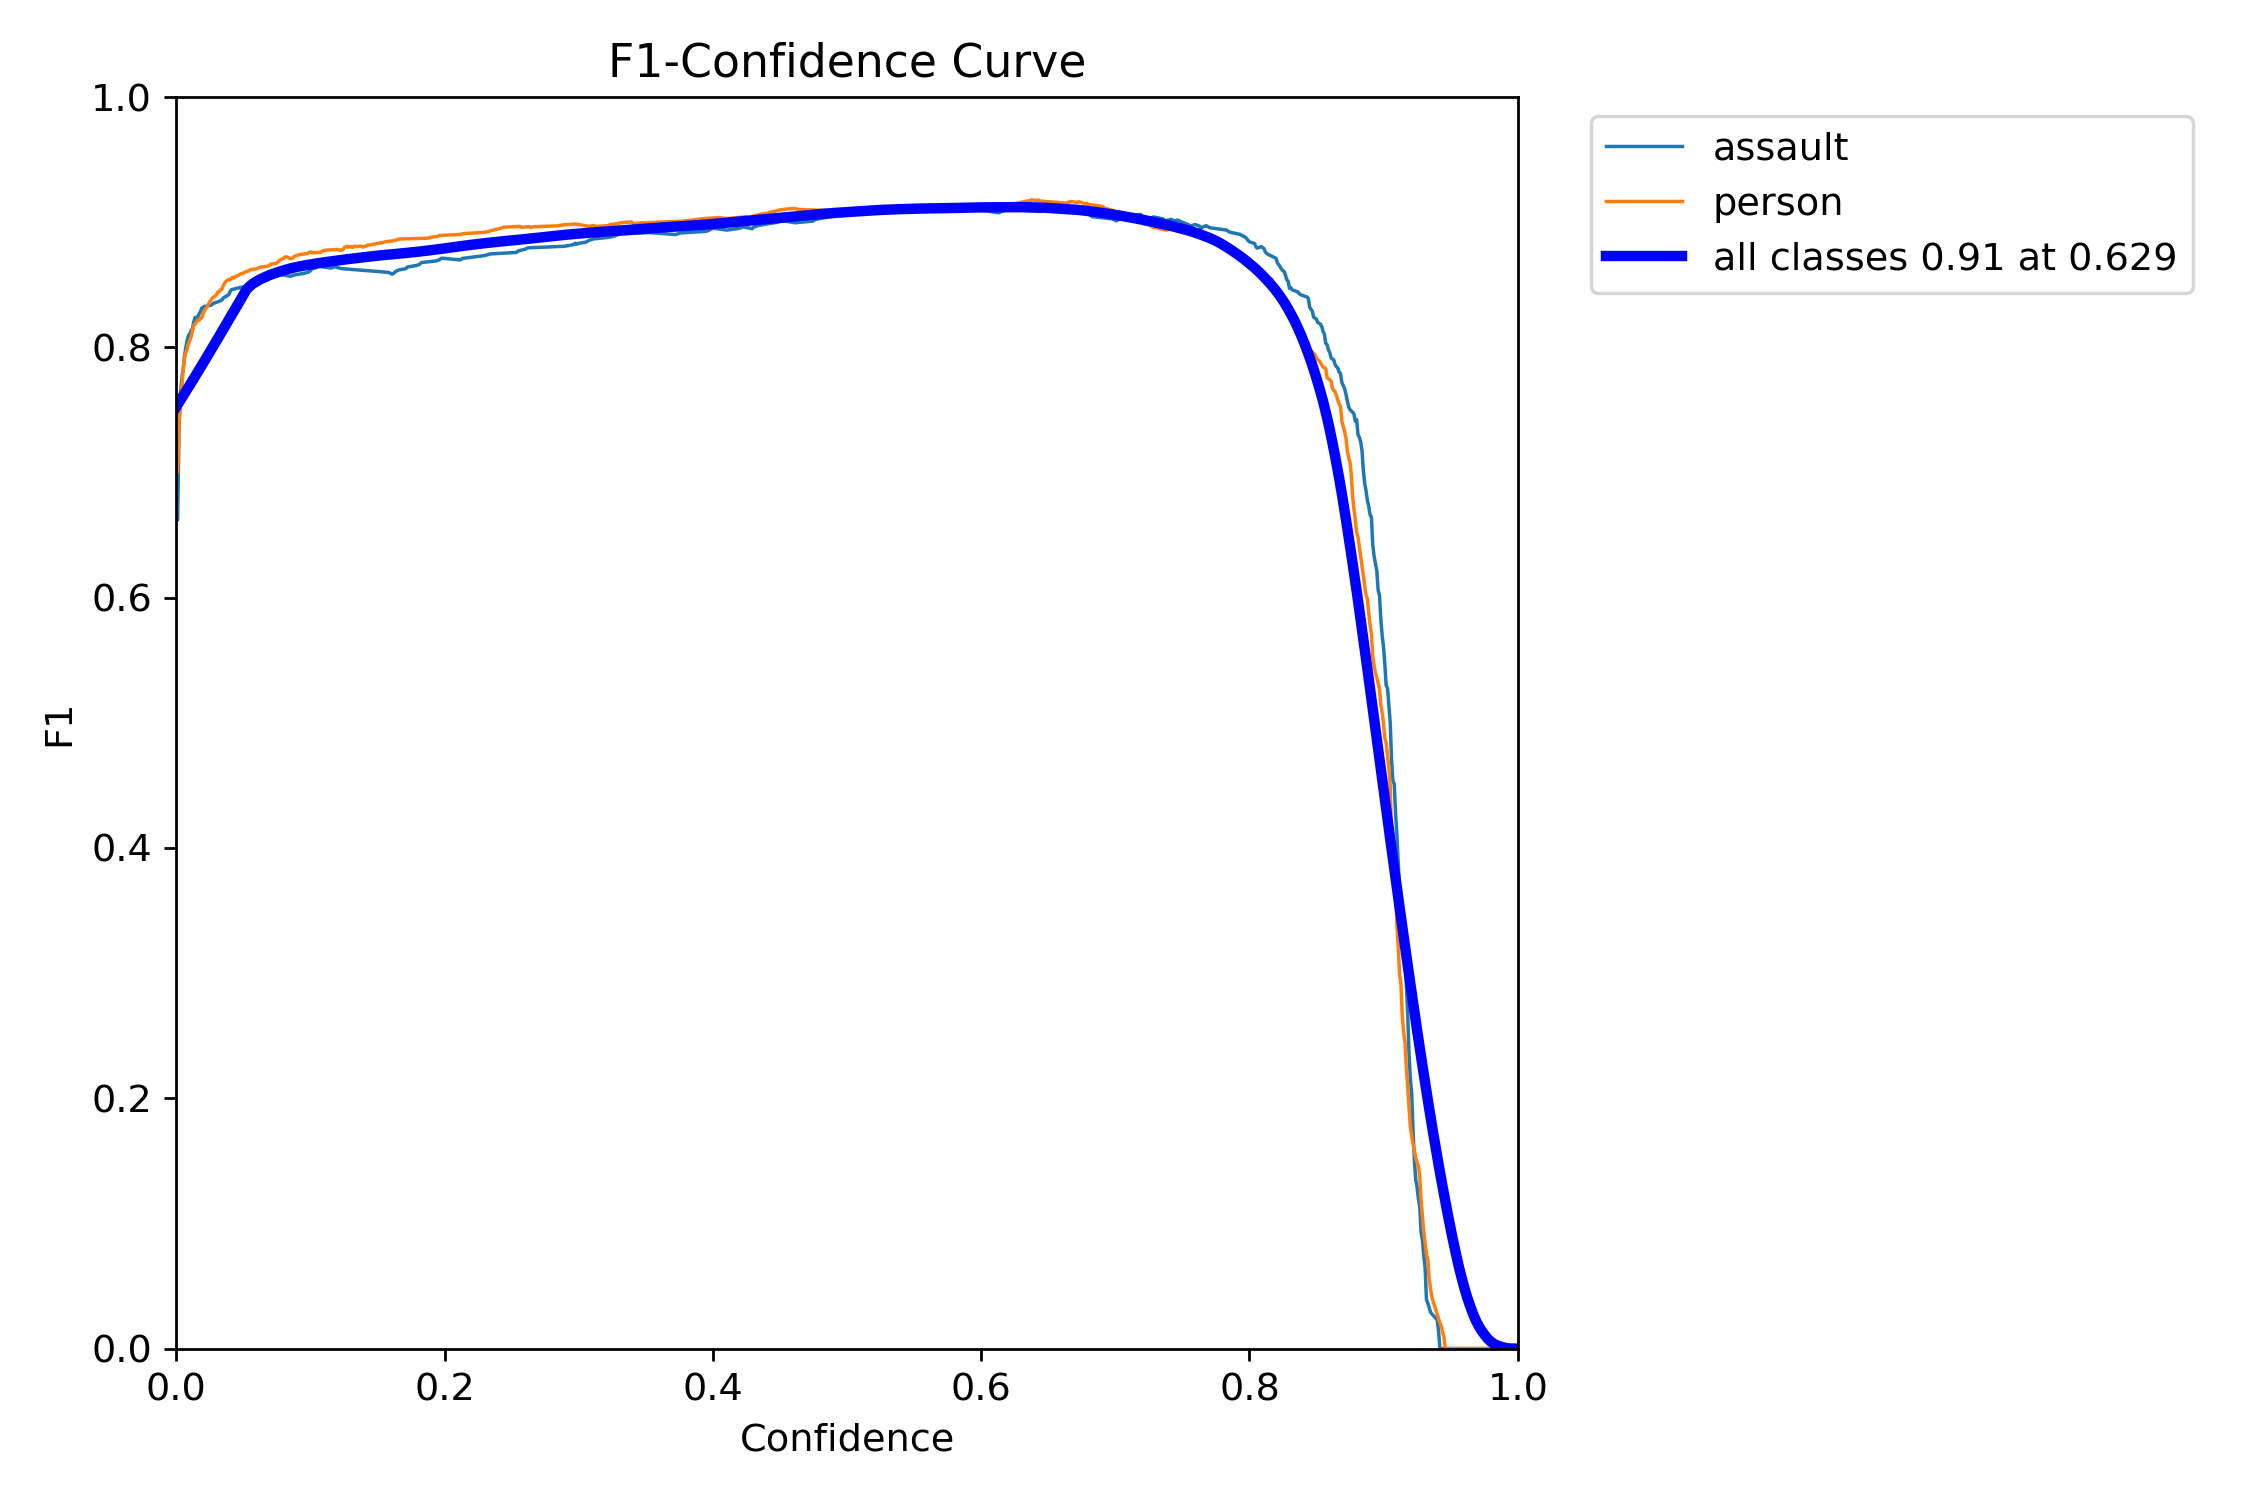 F1-Confidence Curve
1.0
0.8
0.6
0.4
0.2
0.0
F1
0.0 0.2 0.4 0.6 0.8 1.0
Confidence
assault
person
all classes 0.91 at 0.629